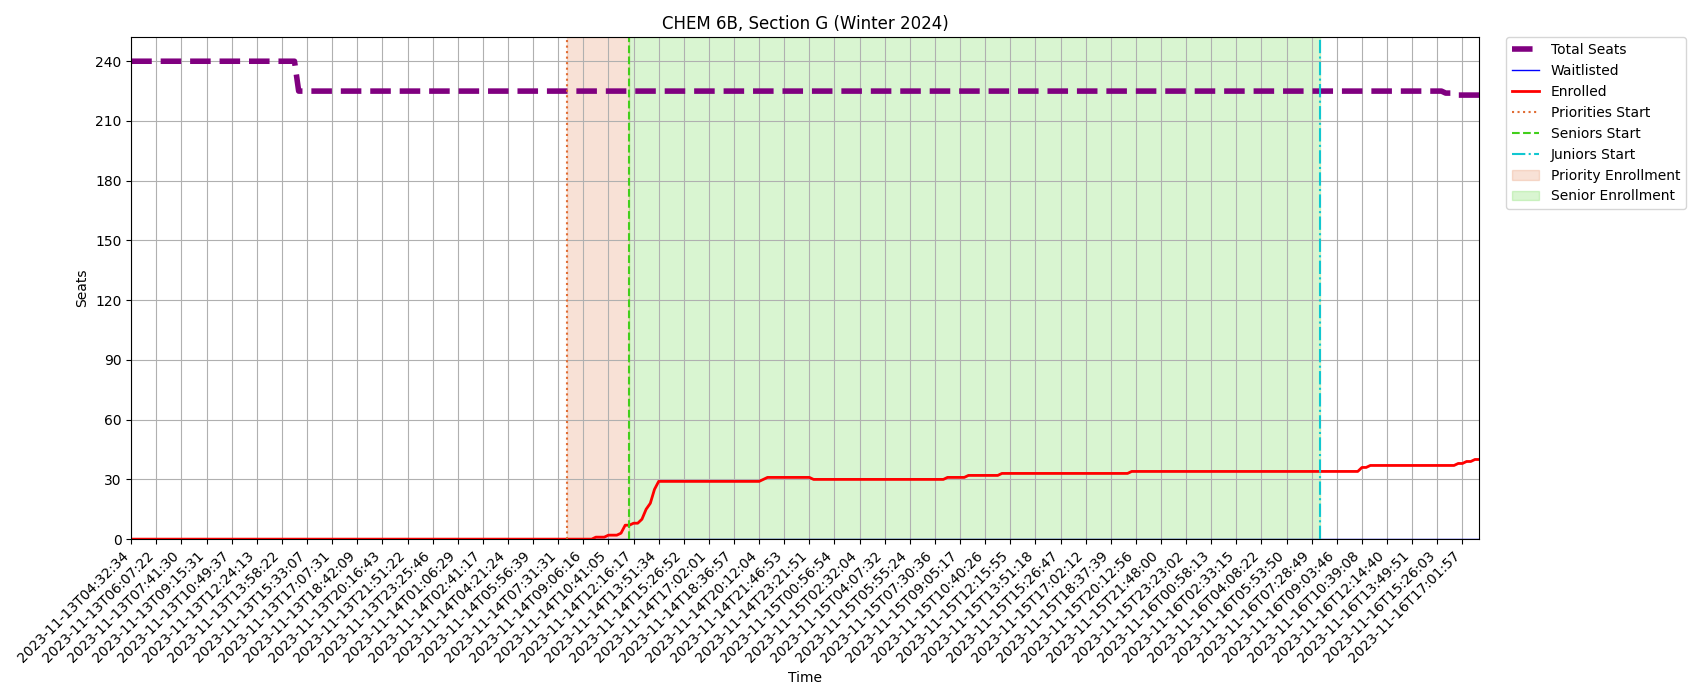 CHEM 6B, Section G (Winter 2024)
Seats
240
210
180
150
120
90
60
30
0
2023-11-13T04:32:34
2023-11-13T06:07:22
2023-11-13T07:41:30
2023-11-13T09:15:31
2023-11-13T10:49:37
2023-11-13T12:24:13
2023-11-13T13:58:22
2023-11-13T15:33:07
2023-11-13T17:07:31
2023-11-13T18:42:09
2023-11-13T20:16:43
2023-11-13T21:51:22
2023-11-13T23:25:46
2023-11-14T01:06:29
2023-11-14T02:41:17
2023-11-14T04:21:24
2023-11-14T05:56:39
2023-11-14T07:31:31
2023-11-14T09:06:16
2023-11-14T10:41:05
2023-11-14T12:16:17
2023-11-14T13:51:34
2023-11-14T15:26:52
2023-11-14T17:02:01
2023-11-14T18:36:57
2023-11-14T20:12:04
2023-11-14T21:46:53
2023-11-14T23:21:51
2023-11-15T00:56:54
2023-11-15T02:32:04
2023-11-15T04:07:32
2023-11-15T05:55:24
2023-11-15T07:30:36
2023-11-15T09:05:17
2023-11-15T10:40:26
2023-11-15T12:15:55
2023-11-15T13:51:18
2023-11-15T15:26:47
2023-11-15T17:02:12
2023-11-15T18:37:39
2023-11-15T20:12:56
2023-11-15T21:48:00
2023-11-15T23:23:02
2023-11-16T00:58:13
2023-11-16T02:33:15
2023-11-16T04:08:22
2023-11-16T05:53:50
2023-11-16T07:28:49
2023-11-16T09:03:46
2023-11-16T10:39:08
2023-11-16T12:14:40
2023-11-16T13:49:51
2023-11-16T15:26:03
2023-11-16T17:01:57
Time
Total Seats
Waitlisted
Enrolled
Priorities Start
Seniors Start
Juniors Start
Priority Enrollment
Senior Enrollment